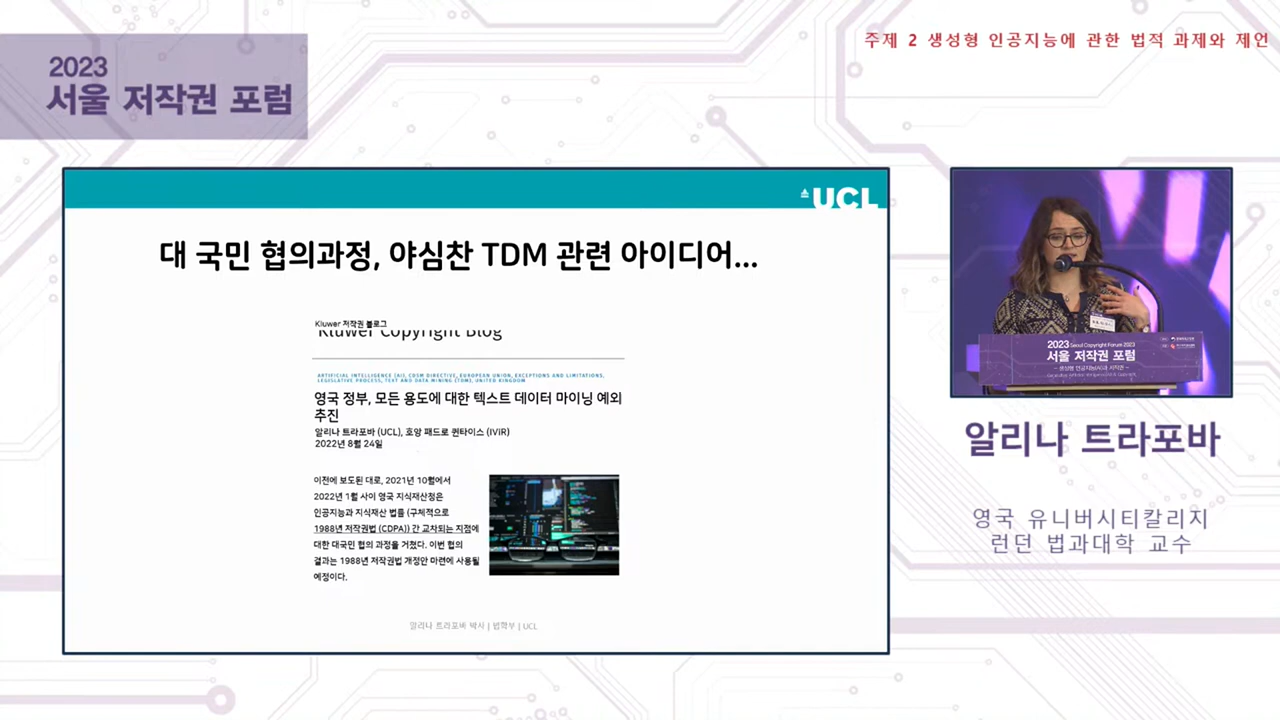 주제 2 생성형 인공지능에 관한 법적 과제와 제언
2023
서울 저작권 포럼
UCL
대 국민 협의과정, 야심찬 TDM 관련 아이디어...
Kluwer 저작권 블로그
Kluwer Copyright Blog
ARTIFICIAL INTELLIGENCE (AI), CDSM DIRECTIVE, EUROPEAN UNION, EXCEPTIONS AND LIMITATIONS,
LEGISLATIVE PROCESS, TEXT AND DATA MINING (TDM), UNITED KINGDOM
영국 정부, 모든 용도에 대한 텍스트 데이터 마이닝 예외
추진
알리나 트라포바 (UCL), 호앙 패드로 퀸타이스 (IVIR)
2022년 8월 24일
이전에 보도된 대로, 2021년 10월에서
2022년 1월 사이 영국 지식재산청은
인공지능과 지식재산 법률 (구체적으로
1988년 저작권법 (CDPA)) 간 교차되는 지점에
대한 대국민 협의 과정을 거쳤다. 이번 협의
결과는 1988년 저작권법 개정안 마련에 사용될
예정이다.
알리나 트라포바 박사 | 법학부 | UCL
2023 Seoul Copyright Forum 2023
서울 저작권 포럼
알리나 트라포바
영국 유니버시티칼리지
런던 법과대학 교수